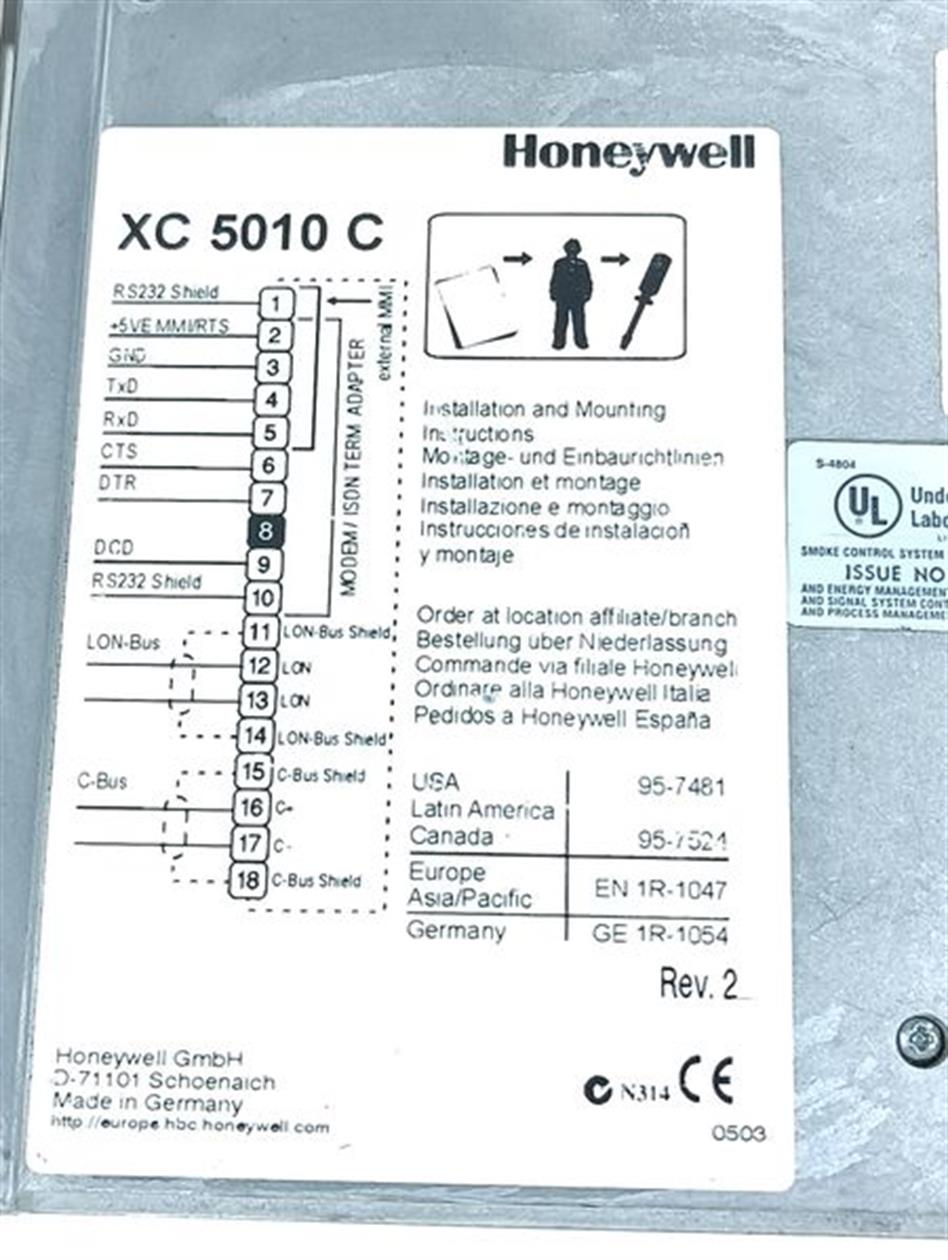 Honeywell
XC 5010 C
RS232 Shield 1
+5VE MMI/RTS 2
GND 3
TxD 4
RxD 5
CTS 6
DTR 7
8
DCD 9
RS232 Shield 10
external MMI
MODEM / ISDN TERM ADAPTER
LON-Bus
11 LON-Bus Shield
12 LON
13 LON
14 LON-Bus Shield
C-Bus
15 C-Bus Shield
16 C+
17 C-
18 C-Bus Shield
Installation and Mounting
Instructions
Montage- und Einbaurichtlinien
Installation et montage
Installazione e montaggio
Instrucciones de instalación
y montaje
Order at location affiliate/branch
Bestellung über Niederlassung
Commande via filiale Honeywell
Ordinare alla Honeywell Italia
Pedidos a Honeywell España
USA 95-7481
Latin America
Canada 95-7524
Europe
Asia/Pacific EN 1R-1047
Germany GE 1R-1054
Rev. 2
Honeywell GmbH
D-71101 Schoenaich
Made in Germany
http://europe.hbc.honeywell.com
N314 CE
0503
S-4804
UL
Unde
Labo
LI
SMOKE CONTROL SYSTEM
ISSUE NO
AND ENERGY MANAGEMEN
AND SIGNAL SYSTEM CON
AND PROCESS MANAGEME